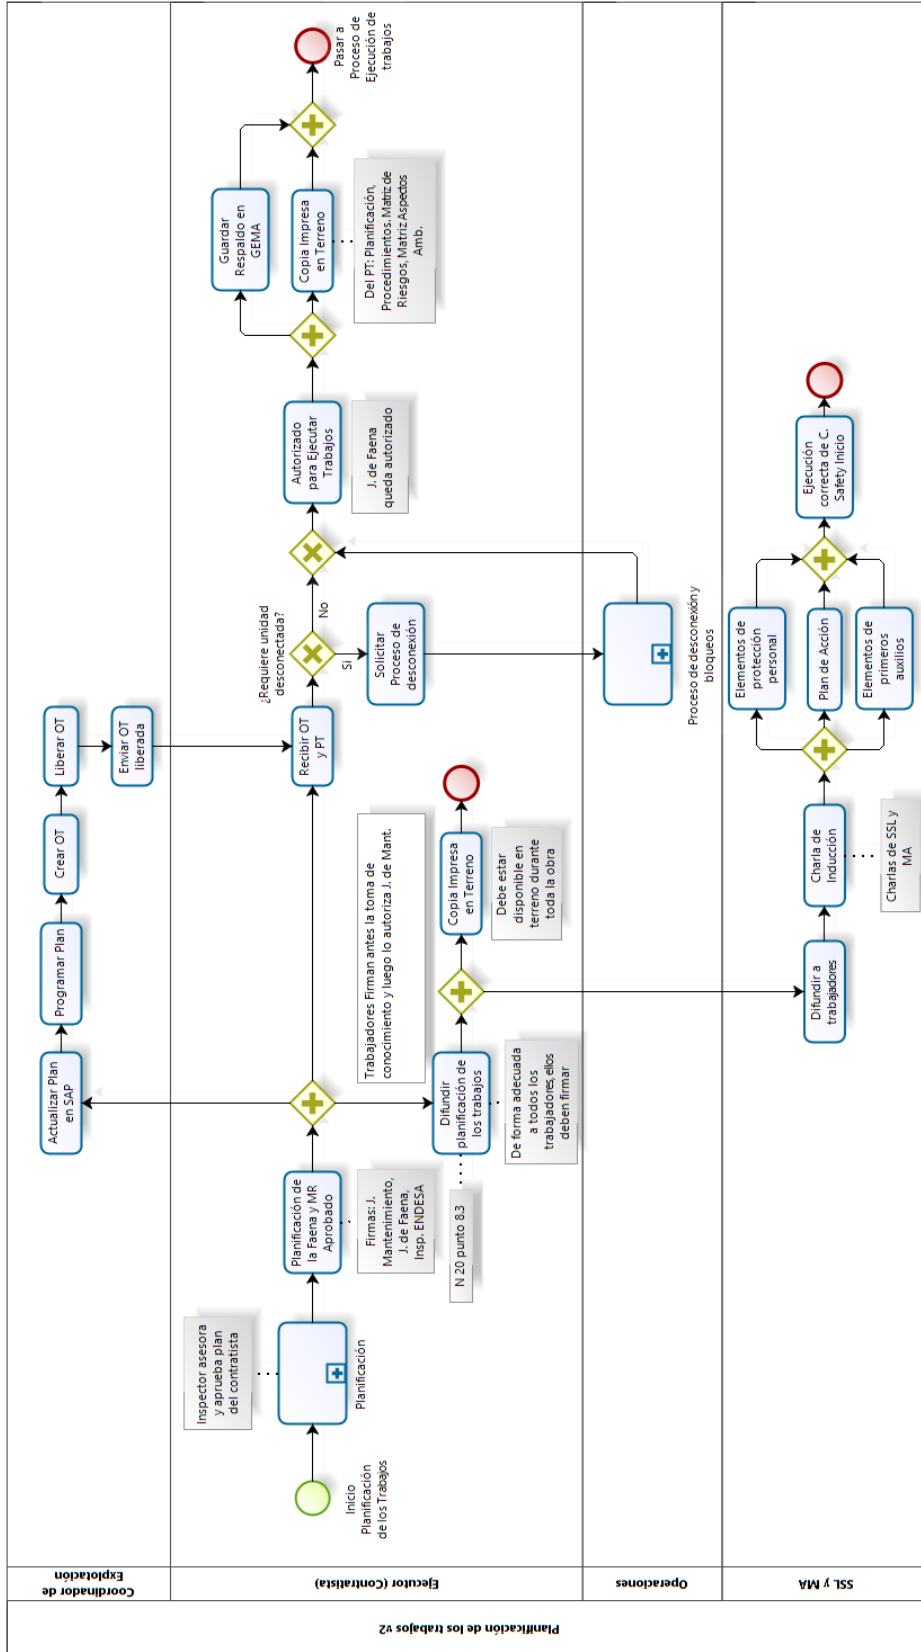 Planificación de los trabajos v2
Coordinador de
Explotación
Ejecutor (Contratista)
Operaciones
SSL y MA
Actualizar Plan
en SAP
Programar Plan
Crear OT
Liberar OT
Enviar OT
liberada
Inicio
Planificación
de los Trabajos
Inspector asesora
y aprueba plan
del contratista
Planificación
Planificación de
la Faena y MR
Aprobado
Firmas: J.
Mantenimiento,
J. de Faena,
Insp. ENDESA
N 20 punto 8.3
Difundir
planificación de
los trabajos
De forma adecuada
a todos los
trabajadores,ellos
deben firmar
Trabajadores Firman antes la toma de
conocimiento y luego lo autoriza J. de Mant.
Copia Impresa
en Terreno
Debe estar
disponible en
terreno durante
toda la obra
Recibir OT
y PT
¿Requiere unidad
desconectada?
No
Si
Solicitar
Proceso de
desconexión
Autorizado
para Ejecutar
Trabajos
J. de Faena
queda autorizado
Guardar
Respaldo en
GEMA
Copia Impresa
en Terreno
Del PT: Planificación,
Procedimientos. Matriz de
Riesgos, Matriz Aspectos
Amb.
Pasar a
Proceso de
Ejecución de
trabajos
Proceso de desconexión y
bloqueos
Difundir a
trabajadores
Charla de
Inducción
Charlas de SSL y
MA
Elementos de
protección
personal
Plan de Acción
Elementos de
primeros
auxilios
Ejecución
correcta de C.
Safety Inicio